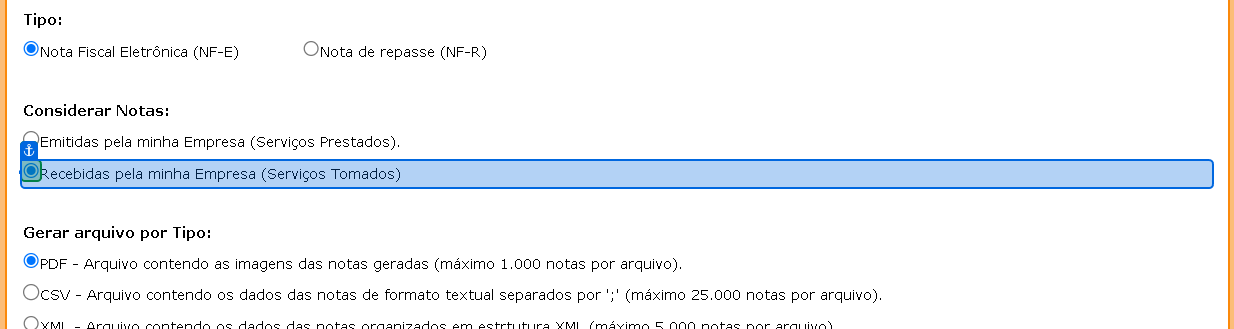 Tipo:
Nota Fiscal Eletrônica (NF-E) Nota de repasse (NF-R)
Considerar Notas:
Emitidas pela minha Empresa (Serviços Prestados).
Recebidas pela minha Empresa (Serviços Tomados)
Gerar arquivo por Tipo:
PDF - Arquivo contendo as imagens das notas geradas (máximo 1.000 notas por arquivo).
CSV - Arquivo contendo os dados das notas de formato textual separados por ';' (máximo 25.000 notas por arquivo).
XML - Arquivo contendo os dados das notas organizados em estrtutura XML (máximo 5.000 notas por arquivo)